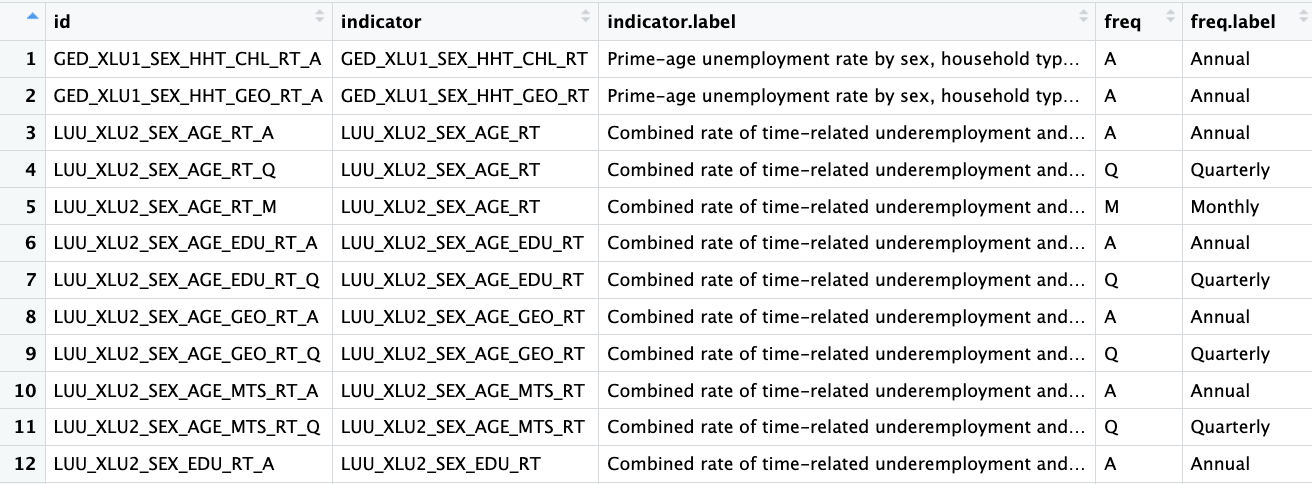 id indicator indicator.label freq freq.label
1 GED_XLU1_SEX_HHT_CHL_RT_A GED_XLU1_SEX_HHT_CHL_RT Prime-age unemployment rate by sex, household typ... A Annual
2 GED_XLU1_SEX_HHT_GEO_RT_A GED_XLU1_SEX_HHT_GEO_RT Prime-age unemployment rate by sex, household typ... A Annual
3 LUU_XLU2_SEX_AGE_RT_A LUU_XLU2_SEX_AGE_RT Combined rate of time-related underemployment and... A Annual
4 LUU_XLU2_SEX_AGE_RT_Q LUU_XLU2_SEX_AGE_RT Combined rate of time-related underemployment and... Q Quarterly
5 LUU_XLU2_SEX_AGE_RT_M LUU_XLU2_SEX_AGE_RT Combined rate of time-related underemployment and... M Monthly
6 LUU_XLU2_SEX_AGE_EDU_RT_A LUU_XLU2_SEX_AGE_EDU_RT Combined rate of time-related underemployment and... A Annual
7 LUU_XLU2_SEX_AGE_EDU_RT_Q LUU_XLU2_SEX_AGE_EDU_RT Combined rate of time-related underemployment and... Q Quarterly
8 LUU_XLU2_SEX_AGE_GEO_RT_A LUU_XLU2_SEX_AGE_GEO_RT Combined rate of time-related underemployment and... A Annual
9 LUU_XLU2_SEX_AGE_GEO_RT_Q LUU_XLU2_SEX_AGE_GEO_RT Combined rate of time-related underemployment and... Q Quarterly
10 LUU_XLU2_SEX_AGE_MTS_RT_A LUU_XLU2_SEX_AGE_MTS_RT Combined rate of time-related underemployment and... A Annual
11 LUU_XLU2_SEX_AGE_MTS_RT_Q LUU_XLU2_SEX_AGE_MTS_RT Combined rate of time-related underemployment and... Q Quarterly
12 LUU_XLU2_SEX_EDU_RT_A LUU_XLU2_SEX_EDU_RT Combined rate of time-related underemployment and... A Annual